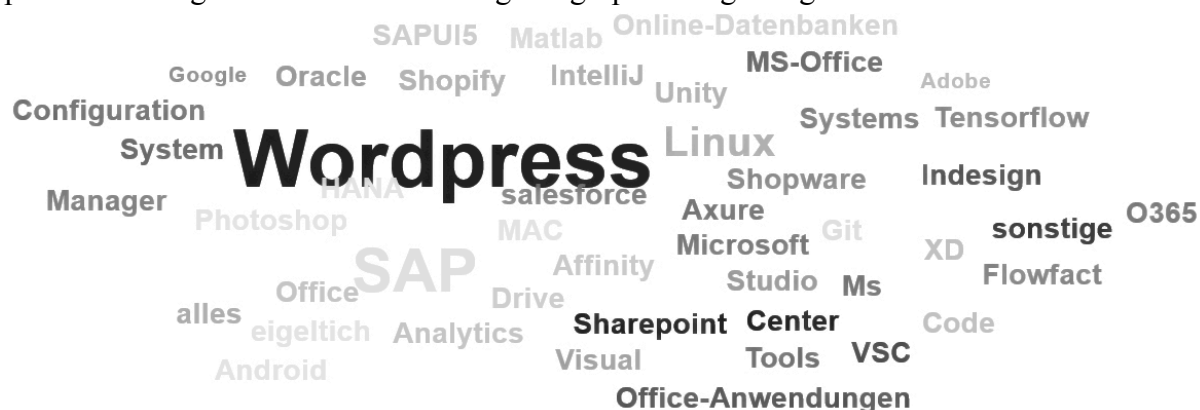 SAPUI5 Matlab Online-Datenbanken
Google Oracle Shopify IntelliJ MS-Office
Unity Adobe
Configuration Systems Tensorflow
System Wordpress Linux
HANA salesforce Shopware Indesign
Manager Axure O365
Photoshop MAC Microsoft Git sonstige
SAP Affinity XD
Office Drive Studio Ms Flowfact
alles
eigeltich Analytics Sharepoint Center Code
Android Visual Tools VSC
Office-Anwendungen